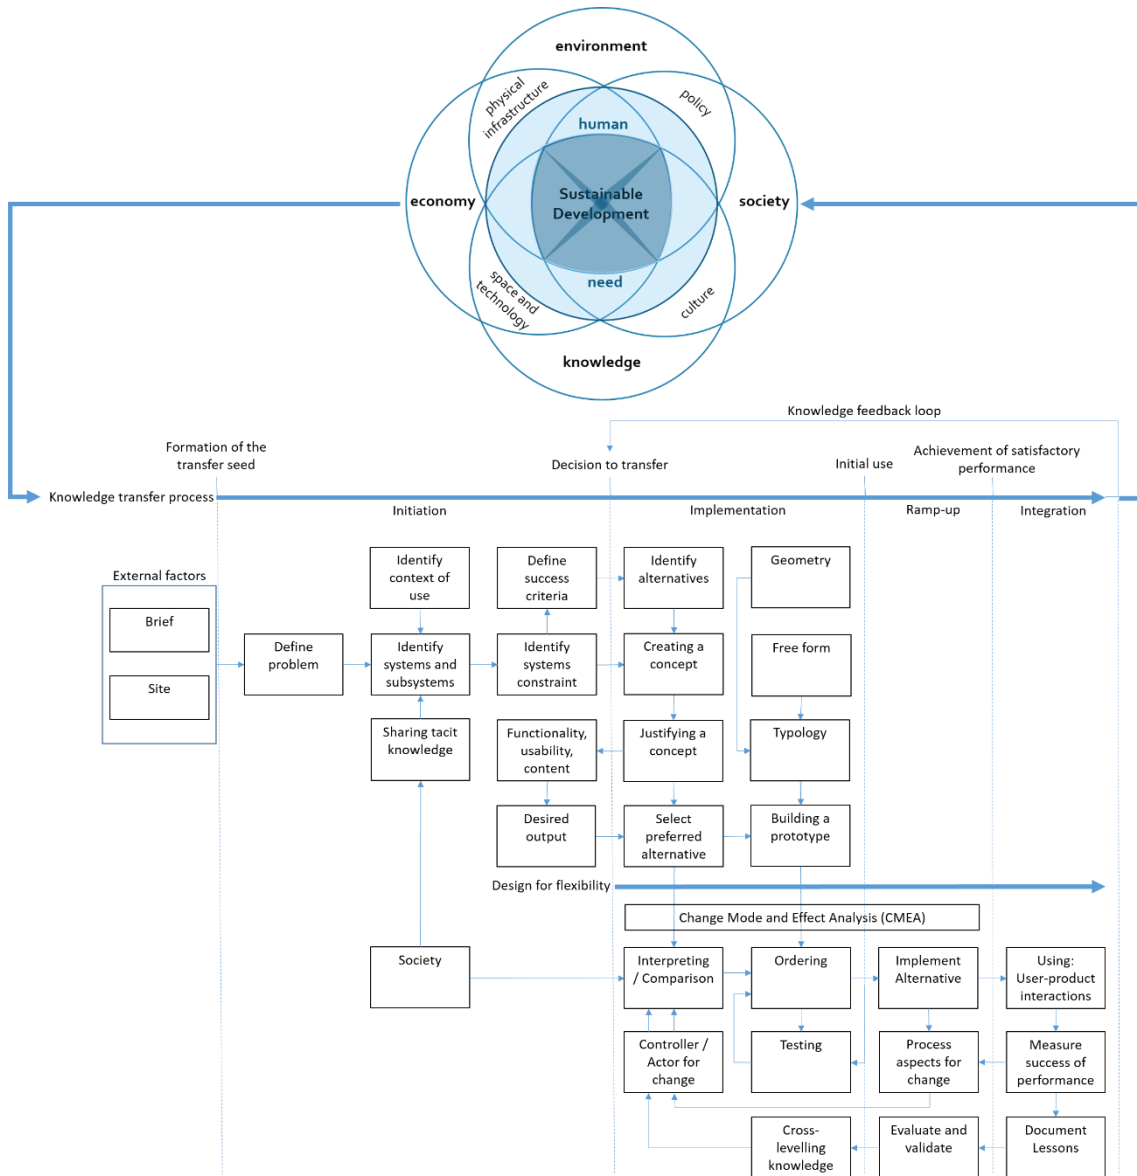 environment
physical
infrastructure
policy
human
economy
Sustainable
Development
society
need
space and
technology
culture
knowledge
Knowledge feedback loop
Formation of the
transfer seed
Decision to transfer
Initial use
Achievement of satisfactory
performance
Knowledge transfer process
Initiation
Implementation
Ramp-up
Integration
External factors
Brief
Site
Define
problem
Identify
context of
use
Identify
systems and
subsystems
Sharing tacit
knowledge
Define
success
criteria
Identify
systems
constraint
Functionality,
usability,
content
Desired
output
Identify
alternatives
Creating a
concept
Justifying a
concept
Select
preferred
alternative
Geometry
Free form
Typology
Building a
prototype
Design for flexibility
Change Mode and Effect Analysis (CMEA)
Society
Interpreting
/ Comparison
Ordering
Implement
Alternative
Using:
User-product
interactions
Controller /
Actor for
change
Testing
Process
aspects for
change
Measure
success of
performance
Cross-
levelling
knowledge
Evaluate and
validate
Document
Lessons